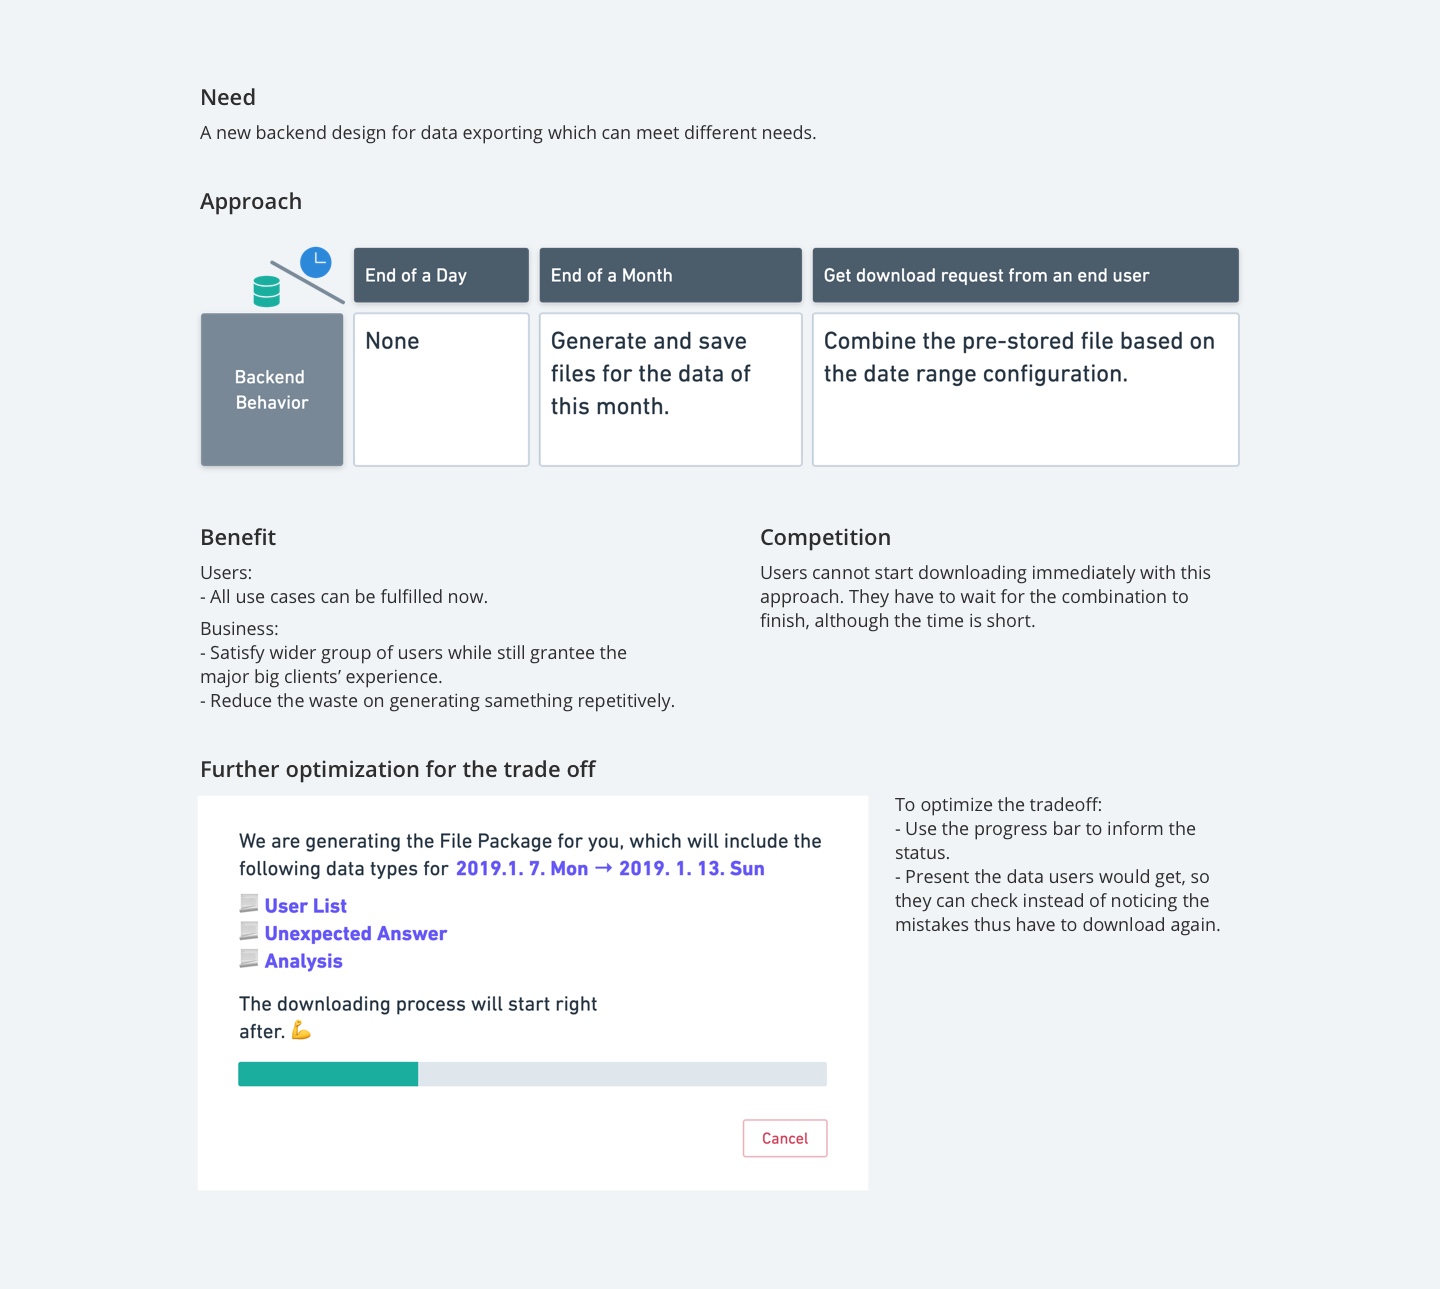 Need
A new backend design for data exporting which can meet different needs.
Approach
End of a Day
End of a Month
Get download request from an end user
Backend
Behavior
None
Generate and save
files for the data of
this month.
Combine the pre-stored file based on
the date range configuration.
Benefit
Users:
- All use cases can be fulfilled now.
Business:
- Satisfy wider group of users while still grantee the
major big clients’ experience.
- Reduce the waste on generating samething repetitively.
Competition
Users cannot start downloading immediately with this
approach. They have to wait for the combination to
finish, although the time is short.
Further optimization for the trade off
We are generating the File Package for you, which will include the
following data types for 2019.1. 7. Mon → 2019. 1. 13. Sun
User List
Unexpected Answer
Analysis
The downloading process will start right
after. 💪
Cancel
To optimize the tradeoff:
- Use the progress bar to inform the
status.
- Present the data users would get, so
they can check instead of noticing the
mistakes thus have to download again.